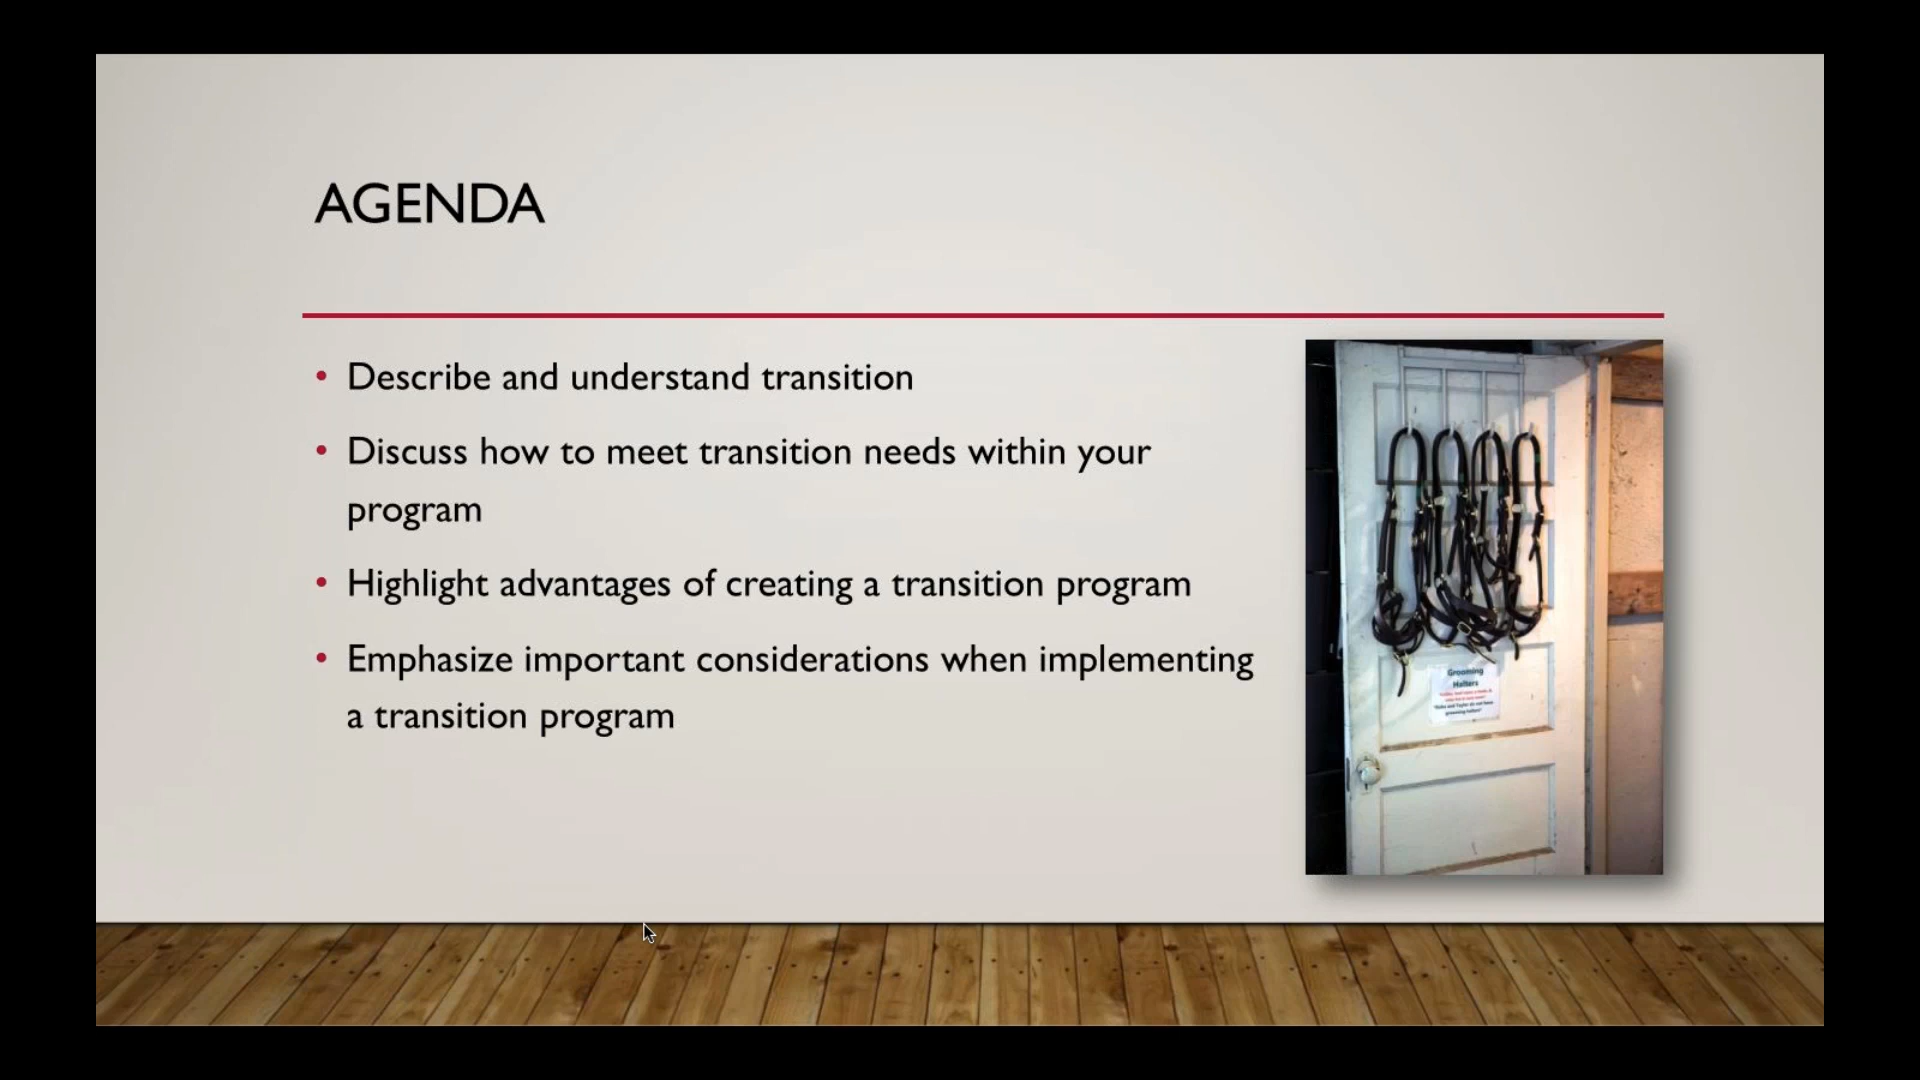 AGENDA
• Describe and understand transition
• Discuss how to meet transition needs within your
program
• Highlight advantages of creating a transition program
• Emphasize important considerations when implementing
a transition program
Grooming
Halters